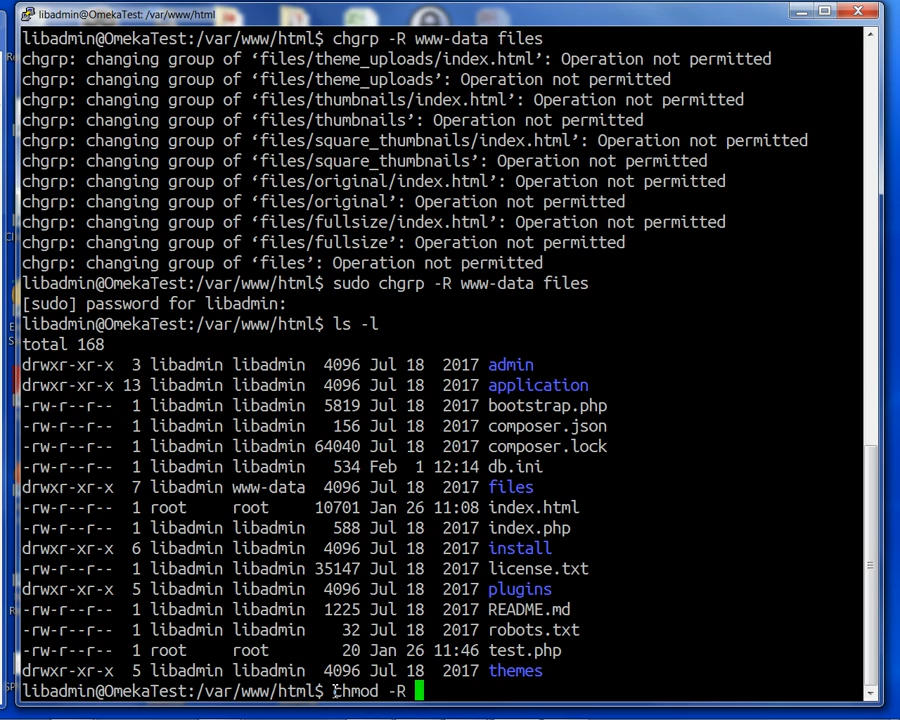 libadmin@OmekaTest: /var/www/html
libadmin@OmekaTest:/var/www/html$ chgrp -R www-data files
chgrp: changing group of ‘files/theme_uploads/index.html’: Operation not permitted
chgrp: changing group of ‘files/theme_uploads’: Operation not permitted
chgrp: changing group of ‘files/thumbnails/index.html’: Operation not permitted
chgrp: changing group of ‘files/thumbnails’: Operation not permitted
chgrp: changing group of ‘files/square_thumbnails/index.html’: Operation not permitted
chgrp: changing group of ‘files/square_thumbnails’: Operation not permitted
chgrp: changing group of ‘files/original/index.html’: Operation not permitted
chgrp: changing group of ‘files/original’: Operation not permitted
chgrp: changing group of ‘files/fullsize/index.html’: Operation not permitted
chgrp: changing group of ‘files/fullsize’: Operation not permitted
chgrp: changing group of ‘files’: Operation not permitted
libadmin@OmekaTest:/var/www/html$ sudo chgrp -R www-data files
[sudo] password for libadmin:
libadmin@OmekaTest:/var/www/html$ ls -l
total 168
drwxr-xr-x  3 libadmin libadmin  4096 Jul 18  2017 admin
drwxr-xr-x 13 libadmin libadmin  4096 Jul 18  2017 application
-rw-r--r--  1 libadmin libadmin  5819 Jul 18  2017 bootstrap.php
-rw-r--r--  1 libadmin libadmin   156 Jul 18  2017 composer.json
-rw-r--r--  1 libadmin libadmin 64040 Jul 18  2017 composer.lock
-rw-r--r--  1 libadmin libadmin   534 Feb  1 12:14 db.ini
drwxr-xr-x  7 libadmin www-data  4096 Jul 18  2017 files
-rw-r--r--  1 root     root     10701 Jan 26 11:08 index.html
-rw-r--r--  1 libadmin libadmin   588 Jul 18  2017 index.php
drwxr-xr-x  6 libadmin libadmin  4096 Jul 18  2017 install
-rw-r--r--  1 libadmin libadmin 35147 Jul 18  2017 license.txt
drwxr-xr-x  5 libadmin libadmin  4096 Jul 18  2017 plugins
-rw-r--r--  1 libadmin libadmin  1225 Jul 18  2017 README.md
-rw-r--r--  1 libadmin libadmin    32 Jul 18  2017 robots.txt
-rw-r--r--  1 root     root        20 Jan 26 11:46 test.php
drwxr-xr-x  5 libadmin libadmin  4096 Jul 18  2017 themes
libadmin@OmekaTest:/var/www/html$ chmod -R